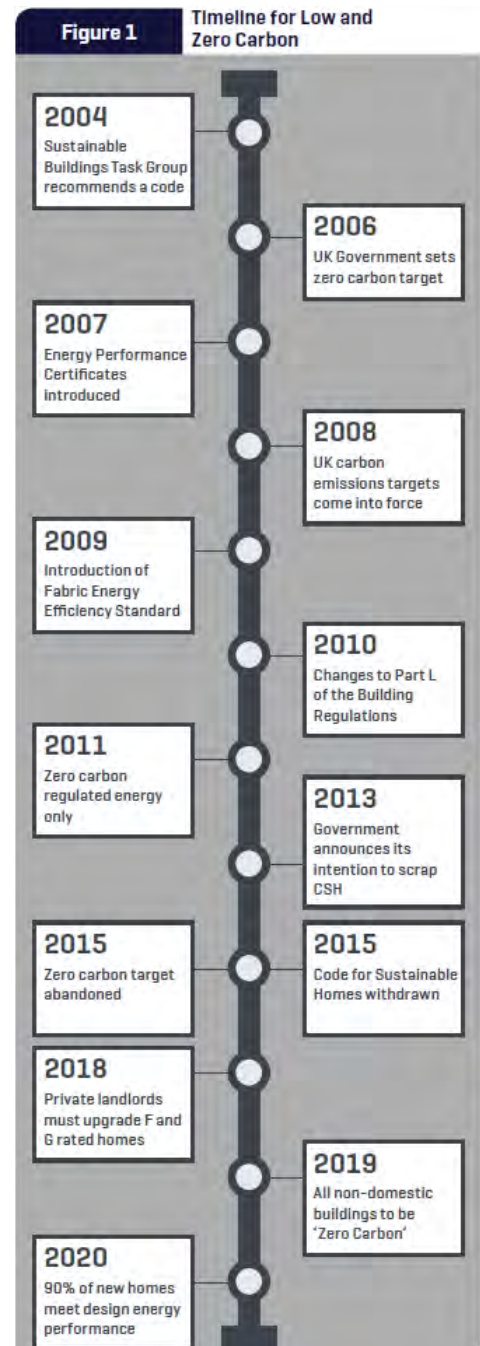 Figure 1
Timeline for Low and
Zero Carbon
2004
Sustainable
Buildings Task Group
recommends a code
2006
UK Government sets
zero carbon target
2007
Energy Performance
Certificates
introduced
2008
UK carbon
emissions targets
come into force
2009
Introduction of
Fabric Energy
Efficiency Standard
2010
Changes to Part L
of the Building
Regulations
2011
Zero carbon
regulated energy
only
2013
Government
announces its
intention to scrap
CSH
2015
Zero carbon target
abandoned
2015
Code for Sustainable
Homes withdrawn
2018
Private landlords
must upgrade F and
G rated homes
2019
All non-domestic
buildings to be
‘Zero Carbon’
2020
90% of new homes
meet design energy
performance